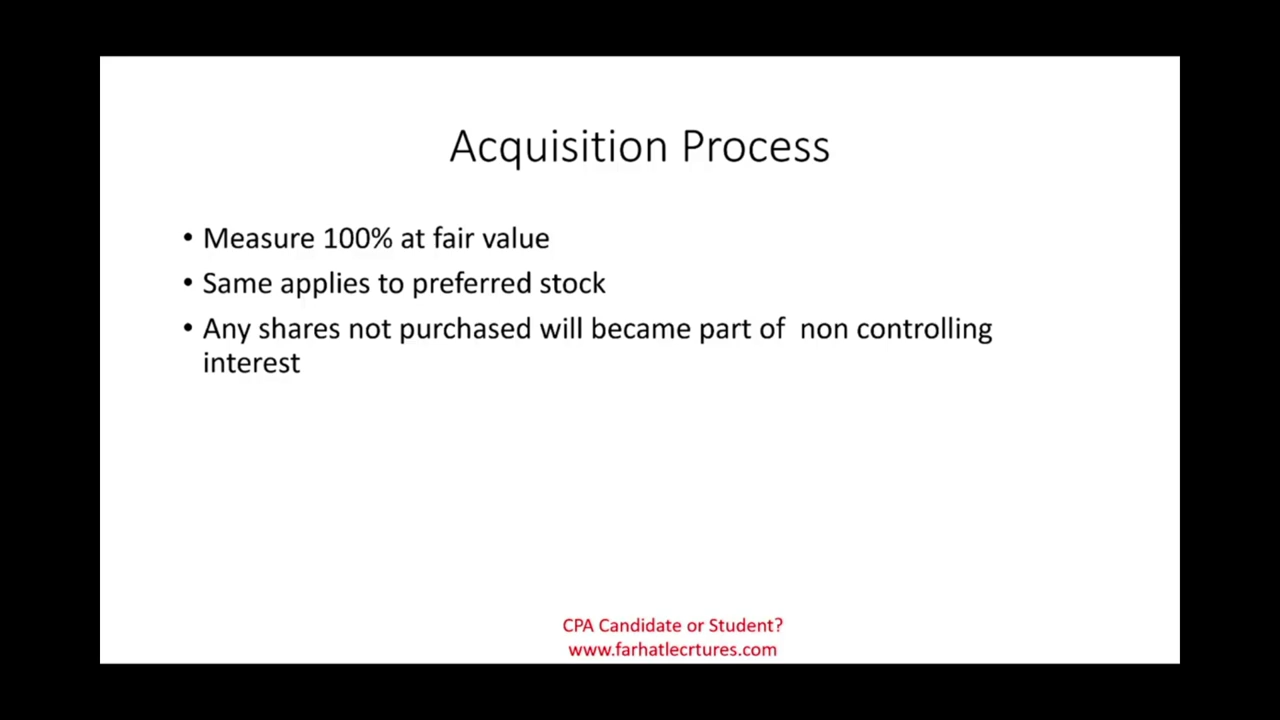 Acquisition Process
• Measure 100% at fair value
• Same applies to preferred stock
• Any shares not purchased will became part of non controlling
interest
CPA Candidate or Student?
www.farhatlecrtures.com